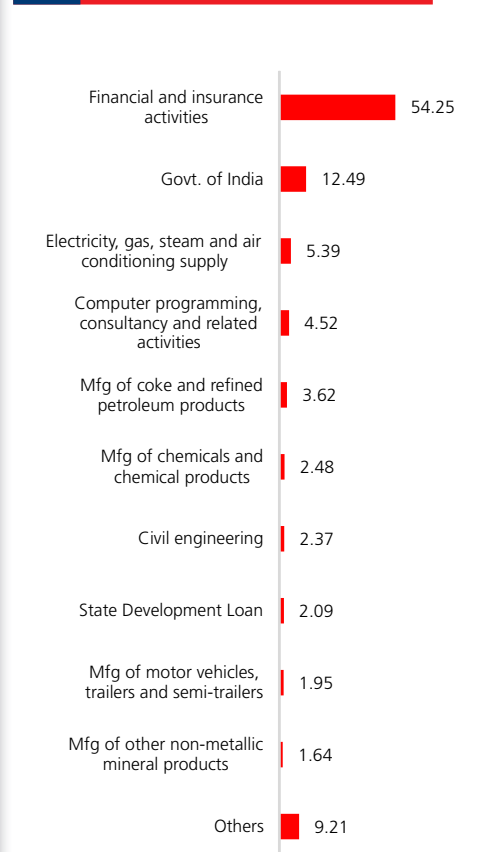 Financial and insurance
activities
54.25
Govt. of India
12.49
Electricity, gas, steam and air
conditioning supply
5.39
Computer programming,
consultancy and related
activities
4.52
Mfg of coke and refined
petroleum products
3.62
Mfg of chemicals and
chemical products
2.48
Civil engineering
2.37
State Development Loan
2.09
Mfg of motor vehicles,
trailers and semi-trailers
1.95
Mfg of other non-metallic
mineral products
1.64
Others
9.21